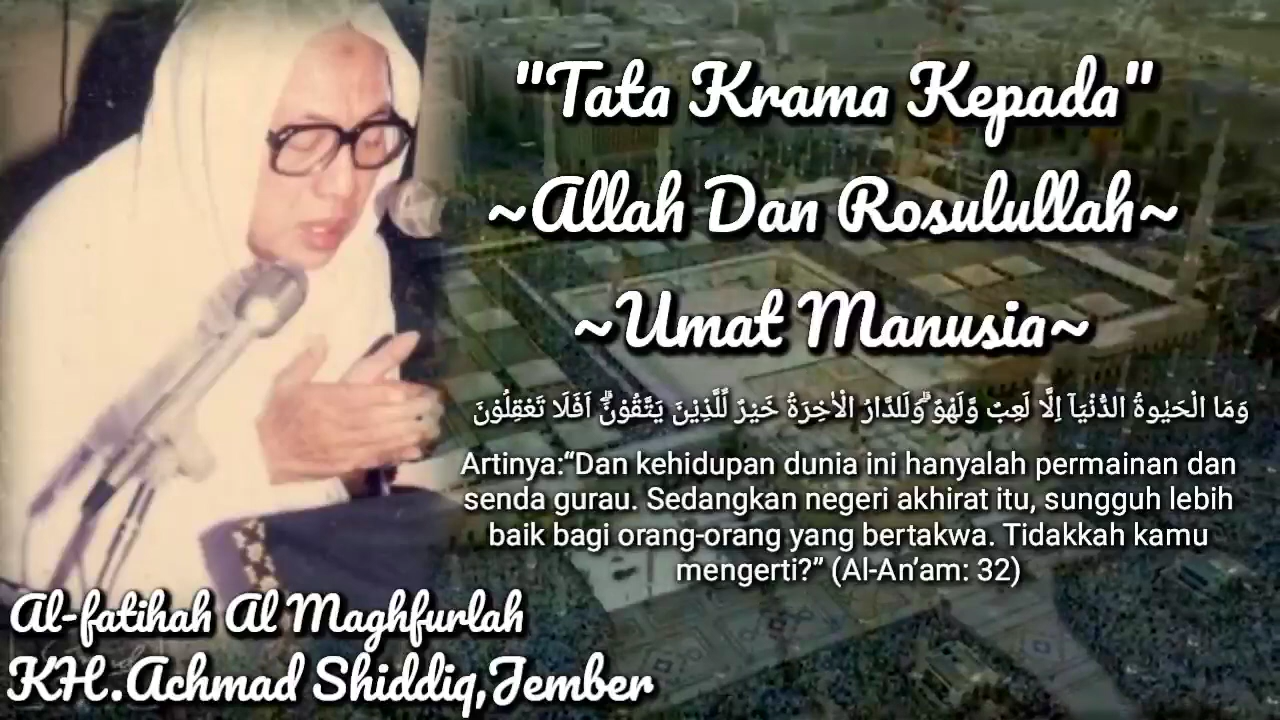 "Tata Krama Kepada"
~Allah Dan Rosulullah~
~Umat Manusia~
وَمَا الْحَيٰوةُ الدُّنْيَآ اِلَّا لَعِبٌ وَّلَهْوٌ ۗوَلَلدَّارُ الْاٰخِرَةُ خَيْرٌ لِّلَّذِيْنَ يَتَّقُوْنَۗ اَفَلَا تَعْقِلُوْنَ
Artinya:“Dan kehidupan dunia ini hanyalah permainan dan
senda gurau. Sedangkan negeri akhirat itu, sungguh lebih
baik bagi orang-orang yang bertakwa. Tidakkah kamu
mengerti?” (Al-An’am: 32)
Al-fatihah Al Maghfurlah
KH.Achmad Shiddiq,Jember